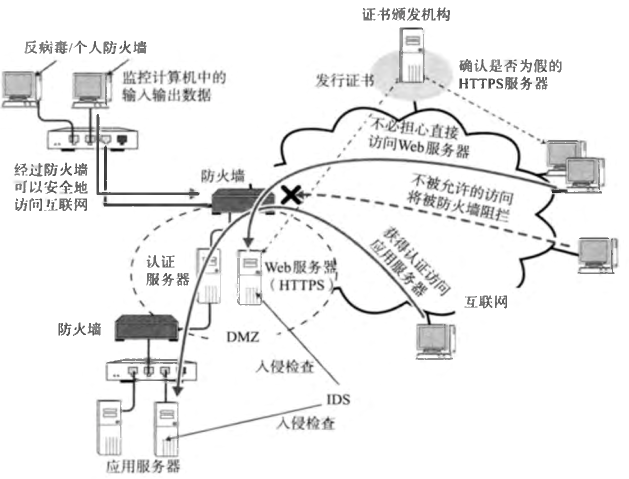 证书颁发机构
反病毒/个人防火墙
监控计算机中的
输入输出数据
发行证书
确认是否为假的
HTTPS服务器
不必担心直接
访问Web服务器
经过防火墙
可以安全地
访问互联网
防火墙
不被允许的访问
将被防火墙阻拦
获得认证访问
应用服务器
认证
服务器
Web服务器
(HTTPS)
互联网
防火墙
DMZ
入侵检查
IDS
入侵检查
应用服务器